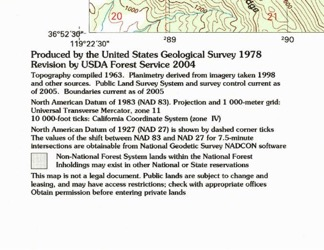 20
1000
1200
21
36°52'30"
119°22'30"
²89
²90
Produced by the United States Geological Survey 1978
Revision by USDA Forest Service 2004
Topography compiled 1963. Planimetry derived from imagery taken 1998
and other sources. Public Land Survey System and survey control current as
of 2005. Boundaries current as of 2005
North American Datum of 1983 (NAD 83). Projection and 1 000-meter grid:
Universal Transverse Mercator, zone 11
10 000-foot ticks: California Coordinate System (zone IV)
North American Datum of 1927 (NAD 27) is shown by dashed corner ticks
The values of the shift between NAD 83 and NAD 27 for 7.5-minute
intersections are obtainable from National Geodetic Survey NADCON software
Non-National Forest System lands within the National Forest
Inholdings may exist in other National or State reservations
This map is not a legal document. Public lands are subject to change and
leasing, and may have access restrictions; check with appropriate offices
Obtain permission before entering private lands